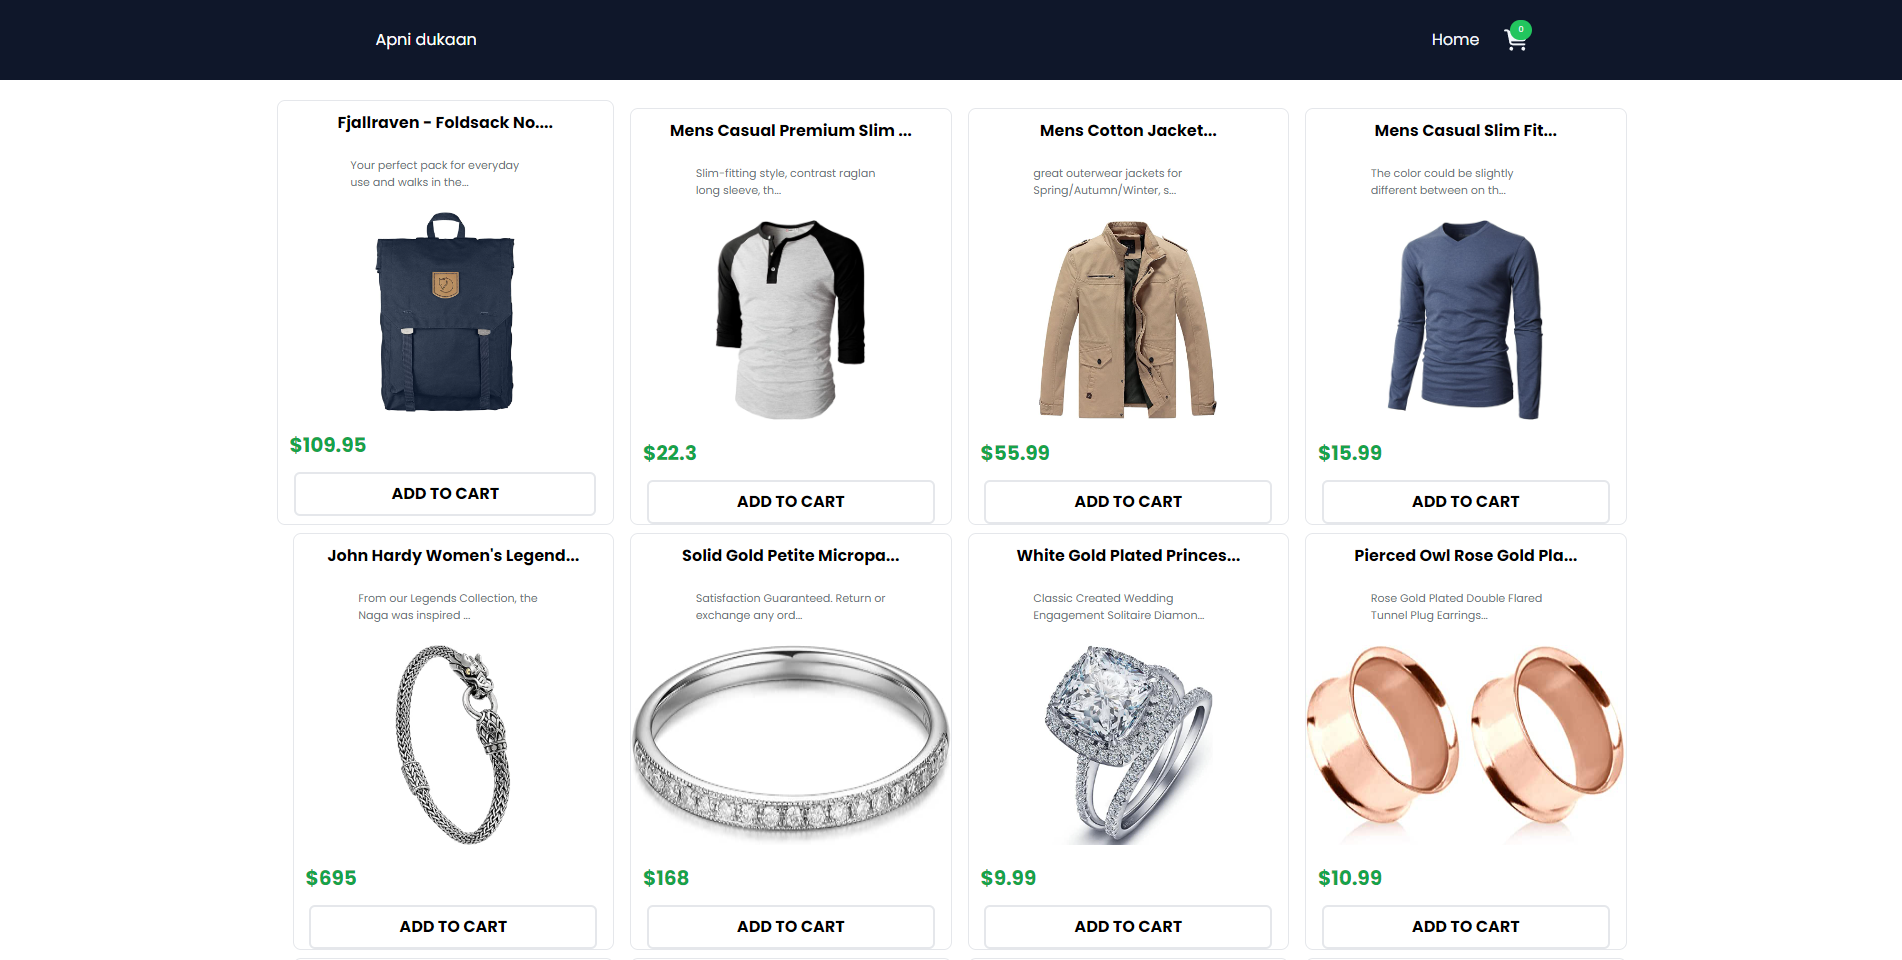 Apni dukaan
Home
0
Fjallraven - Foldsack No....
Your perfect pack for everyday
use and walks in the...
$109.95
ADD TO CART
Mens Casual Premium Slim ...
Slim-fitting style, contrast raglan
long sleeve, th...
$22.3
ADD TO CART
Mens Cotton Jacket...
great outerwear jackets for
Spring/Autumn/Winter, s...
$55.99
ADD TO CART
Mens Casual Slim Fit...
The color could be slightly
different between on th...
$15.99
ADD TO CART
John Hardy Women's Legend...
From our Legends Collection, the
Naga was inspired ...
$695
ADD TO CART
Solid Gold Petite Micropa...
Satisfaction Guaranteed. Return or
exchange any ord...
$168
ADD TO CART
White Gold Plated Princes...
Classic Created Wedding
Engagement Solitaire Diamon...
$9.99
ADD TO CART
Pierced Owl Rose Gold Pla...
Rose Gold Plated Double Flared
Tunnel Plug Earrings...
$10.99
ADD TO CART